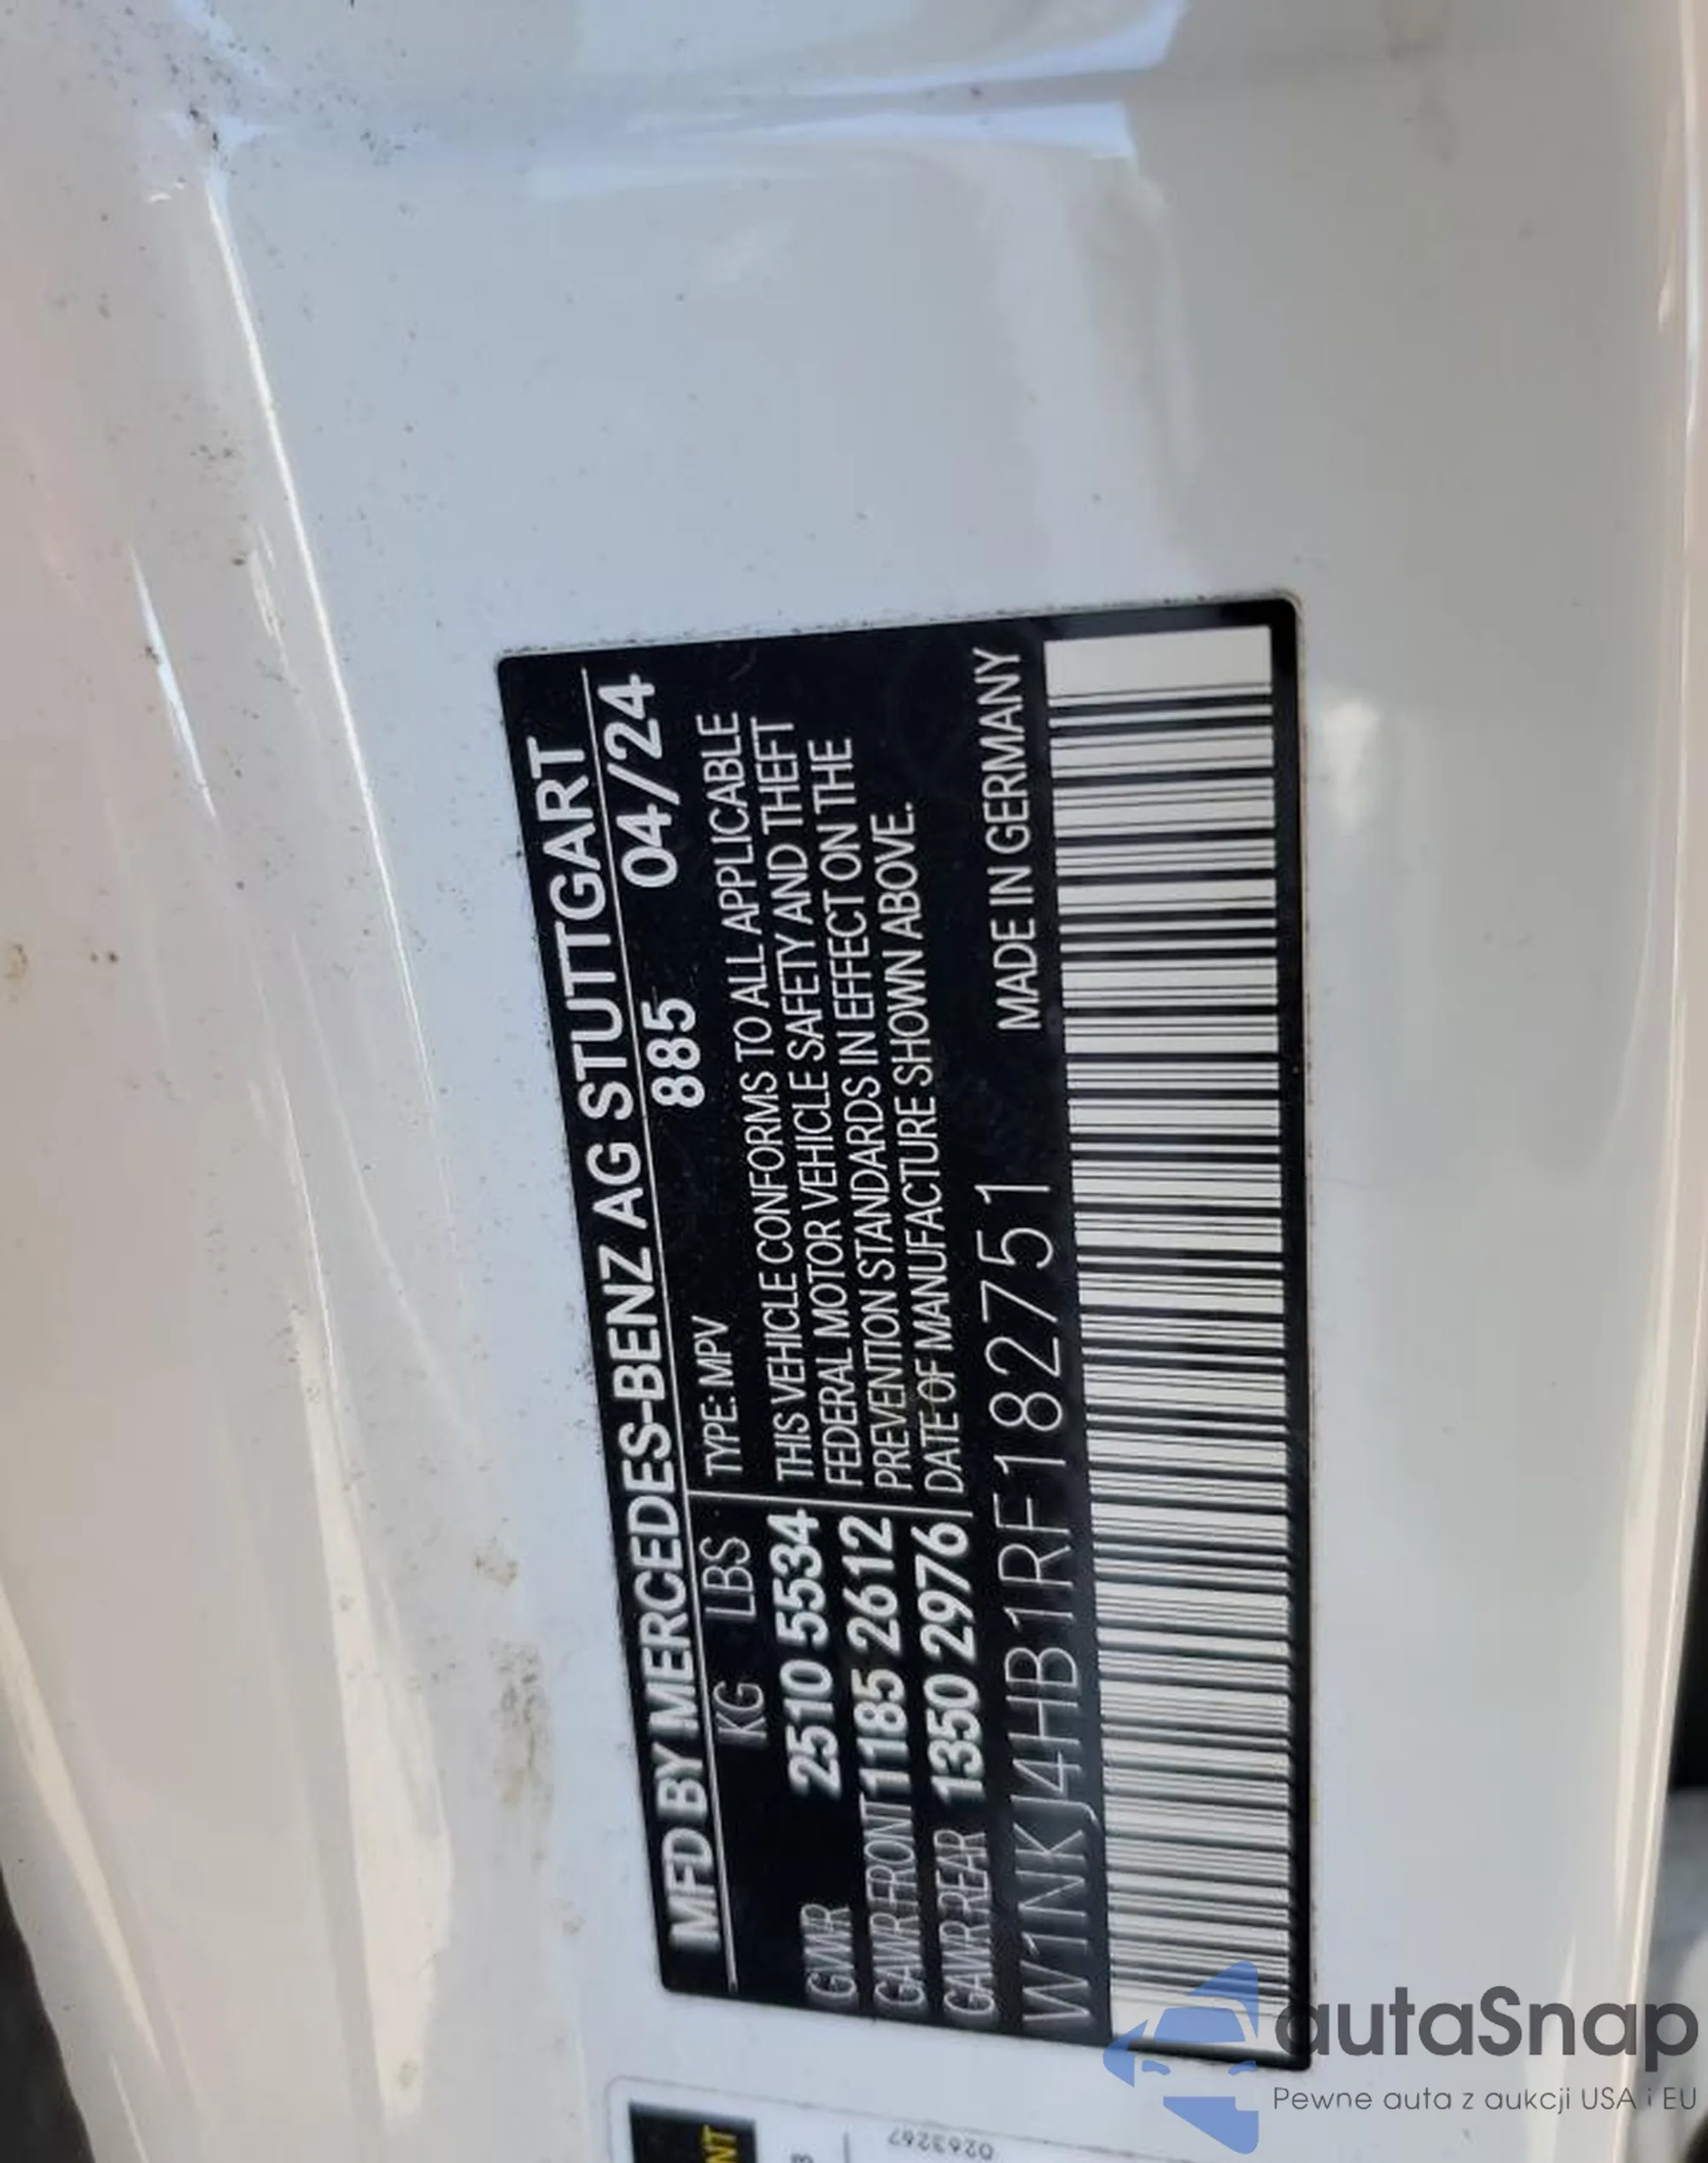 MFD BY MERCEDES-BENZ AG STUTTGART
885 04/24
KG LBS TYPE: MPV
GWR 2510 5534
GAWR FRONT 1185 2612
GAWR REAR 1350 2976
THIS VEHICLE CONFORMS TO ALL APPLICABLE
FEDERAL MOTOR VEHICLE SAFETY AND THEFT
PREVENTION STANDARDS IN EFFECT ON THE
DATE OF MANUFACTURE SHOWN ABOVE.
MADE IN GERMANY
W1NKJ4HB1RF182751
0263267
autaSnap
Pewne auta z aukcji USA i EU